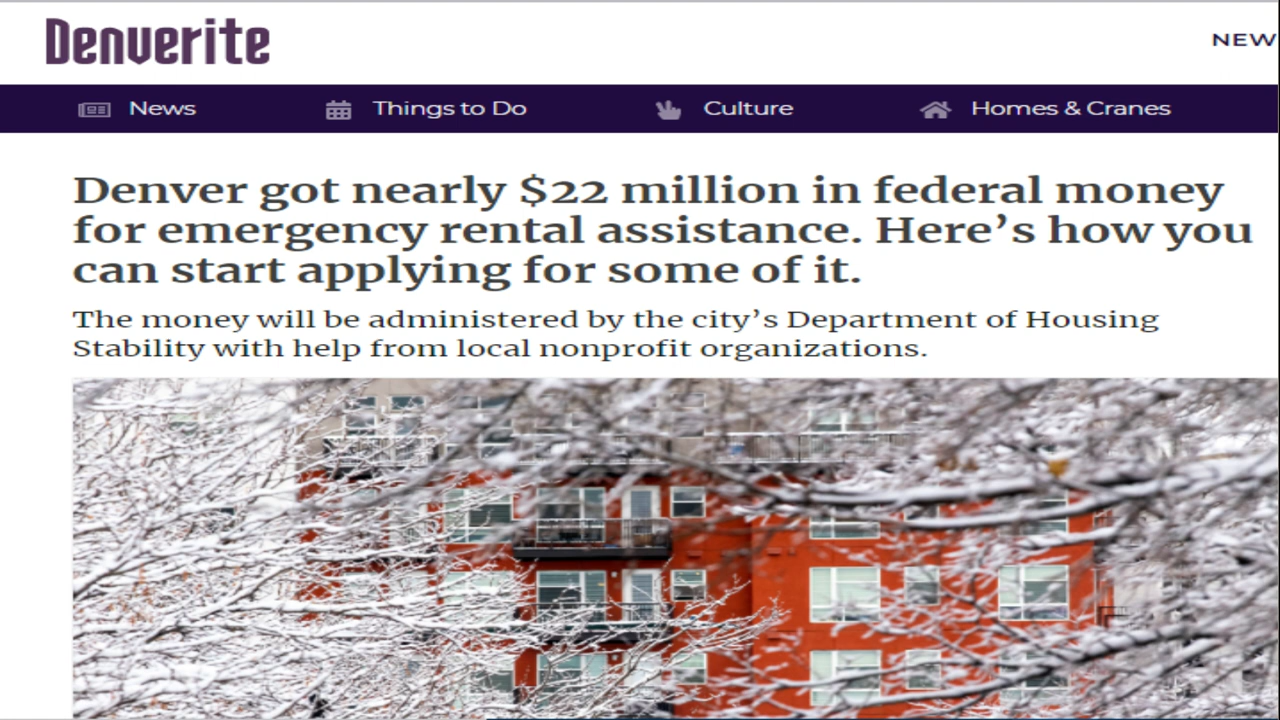 Denverite
NEW
News
Things to Do
Culture
Homes & Cranes
Denver got nearly $22 million in federal money
for emergency rental assistance. Here’s how you
can start applying for some of it.
The money will be administered by the city’s Department of Housing
Stability with help from local nonprofit organizations.